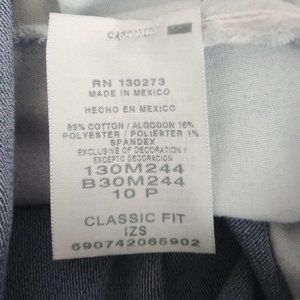 RN 130273
MADE IN MEXICO
HECHO EN MEXICO
83% COTTON / ALGODON 16%
POLYESTER / POLIESTER 1%
SPANDEX
EXCLUSIVE OF DECORATION /
EXCEPTO DECORACION
130M244
B30M244
10 P
CLASSIC FIT
IZS
690742065902